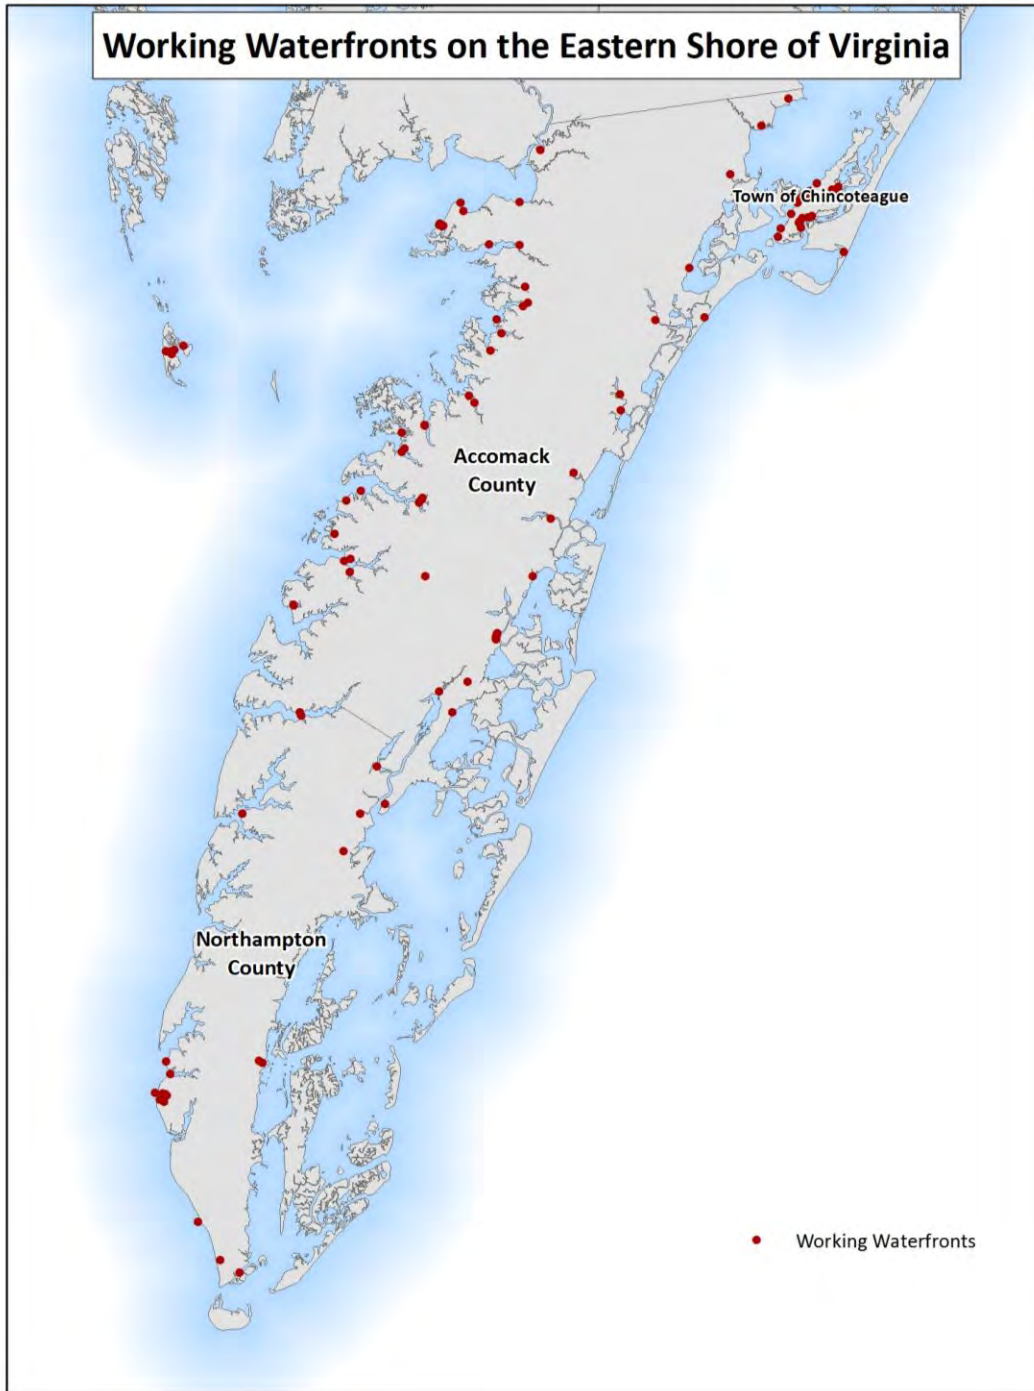 Working Waterfronts on the Eastern Shore of Virginia
Town of Chincoteague
Accomack
County
Northampton
County
Working Waterfronts